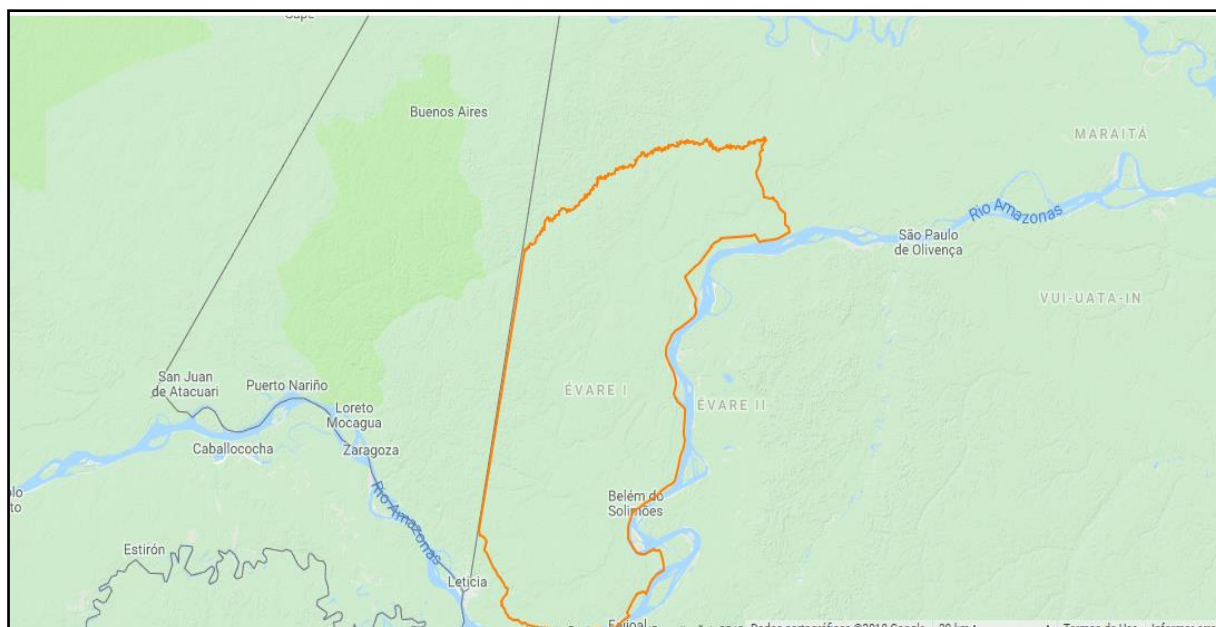 Buenos Aires
MARAITÁ
Rio Amazonas
São Paulo
de Olivença
VUI-UATA-IN
San Juan
de Atacuari
Puerto Nariño
Loreto
Mocagua
ÉVARE I
ÉVARE II
Caballococha
Zaragoza
Rio Amazonas
Belém do
Solimões
Estirón
Leticia